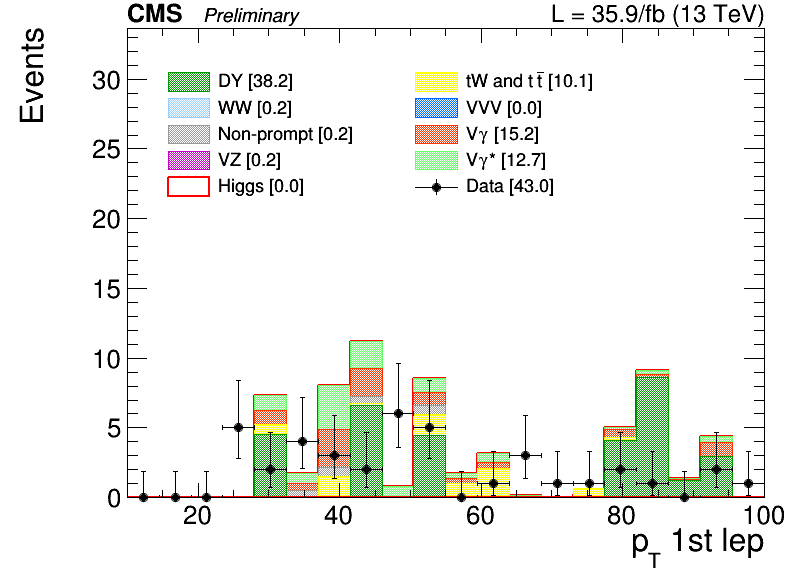 CMS Preliminary L = 35.9/fb (13 TeV)
Events
30
25
20
15
10
5
0
DY [38.2]
WW [0.2]
Non-prompt [0.2]
VZ [0.2]
Higgs [0.0]
tW and tt̅ [10.1]
VVV [0.0]
Vγ [15.2]
Vγ* [12.7]
Data [43.0]
20 40 60 80 100
p_T 1st lep